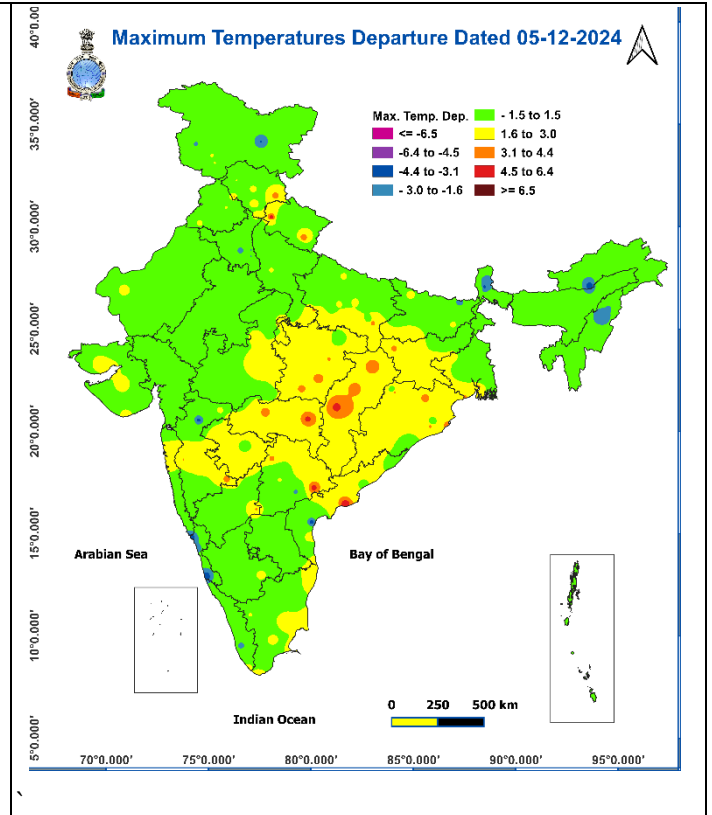 Maximum Temperatures Departure Dated 05-12-2024
Max. Temp. Dep.
<= -6.5
-6.4 to -4.5
-4.4 to -3.1
- 3.0 to -1.6
- 1.5 to 1.5
1.6 to 3.0
3.1 to 4.4
4.5 to 6.4
>= 6.5
40°0.000'
35°0.000'
30°0.000'
25°0.000'
20°0.000'
15°0.000'
10°0.000'
5°0.000'
Arabian Sea
Bay of Bengal
Indian Ocean
0 250 500 km
70°0.000' 75°0.000' 80°0.000' 85°0.000' 90°0.000' 95°0.000'
`